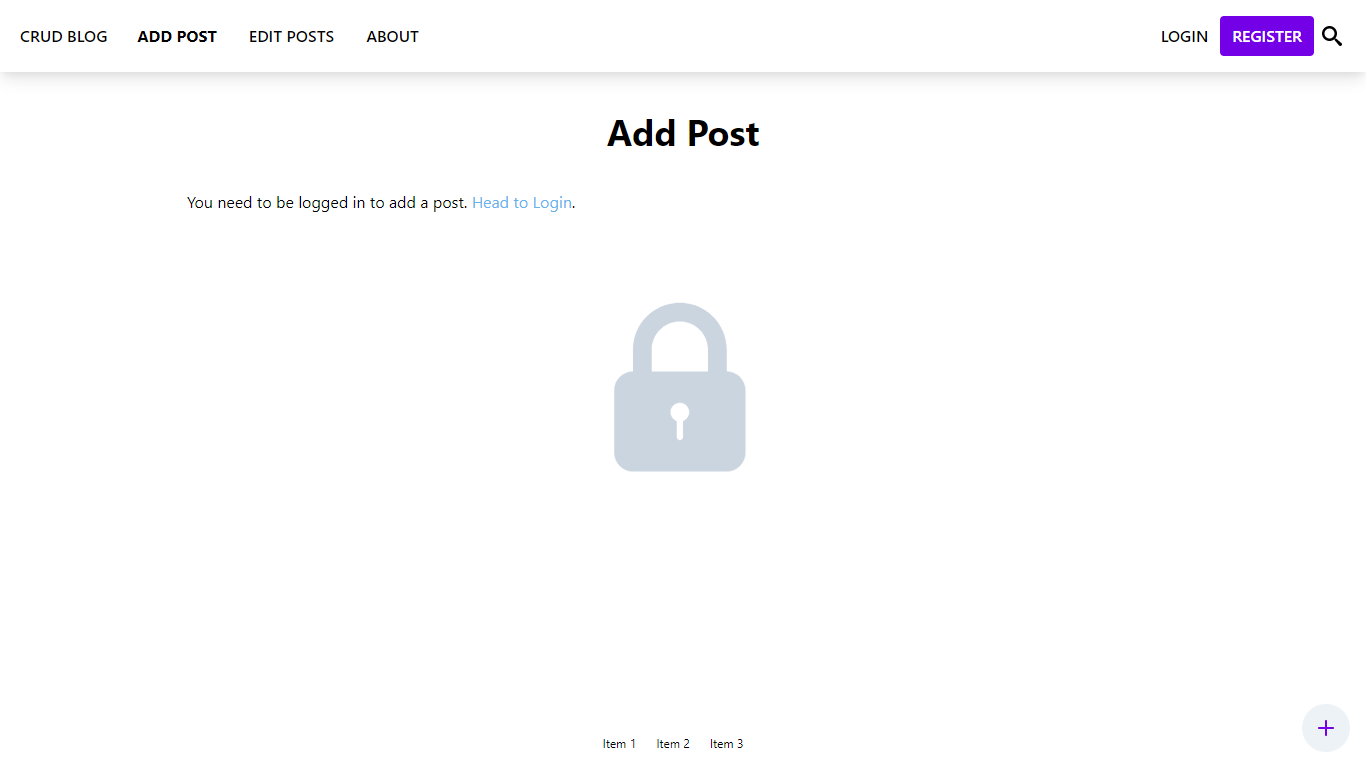 CRUD BLOG ADD POST EDIT POSTS ABOUT LOGIN REGISTER
Add Post
You need to be logged in to add a post. Head to Login.
Item 1 Item 2 Item 3